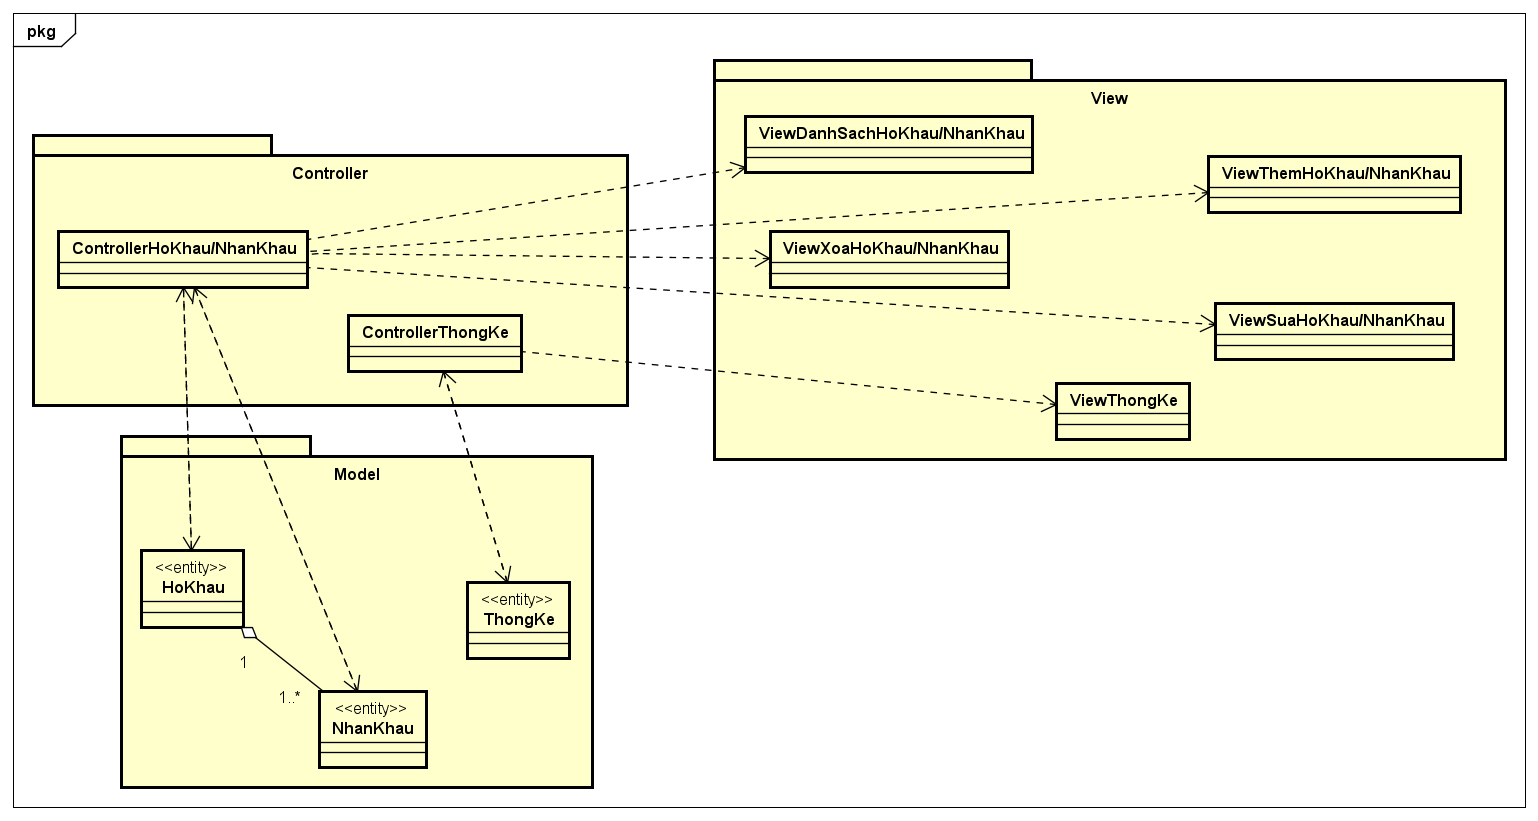 pkg
View
ViewDanhSachHoKhau/NhanKhau
ViewThemHoKhau/NhanKhau
ViewXoaHoKhau/NhanKhau
ViewSuaHoKhau/NhanKhau
ViewThongKe
Controller
ControllerHoKhau/NhanKhau
ControllerThongKe
Model
<<entity>>
HoKhau
<<entity>>
ThongKe
1
1..*
<<entity>>
NhanKhau